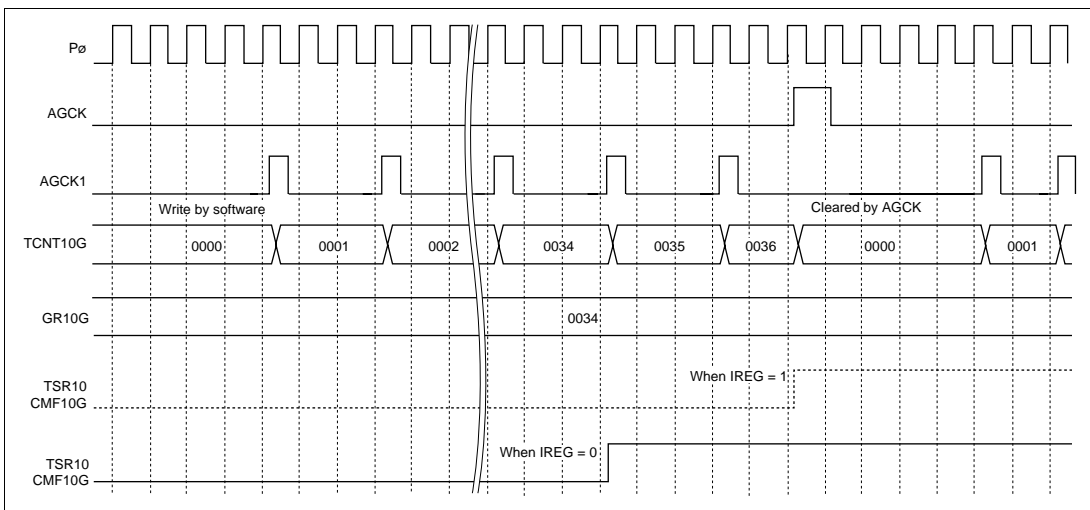 Pø
AGCK
AGCK1
Write by software
Cleared by AGCK
TCNT10G
0000
0001
0002
0034
0035
0036
0000
0001
GR10G
0034
TSR10
CMF10G
When IREG = 1
TSR10
CMF10G
When IREG = 0